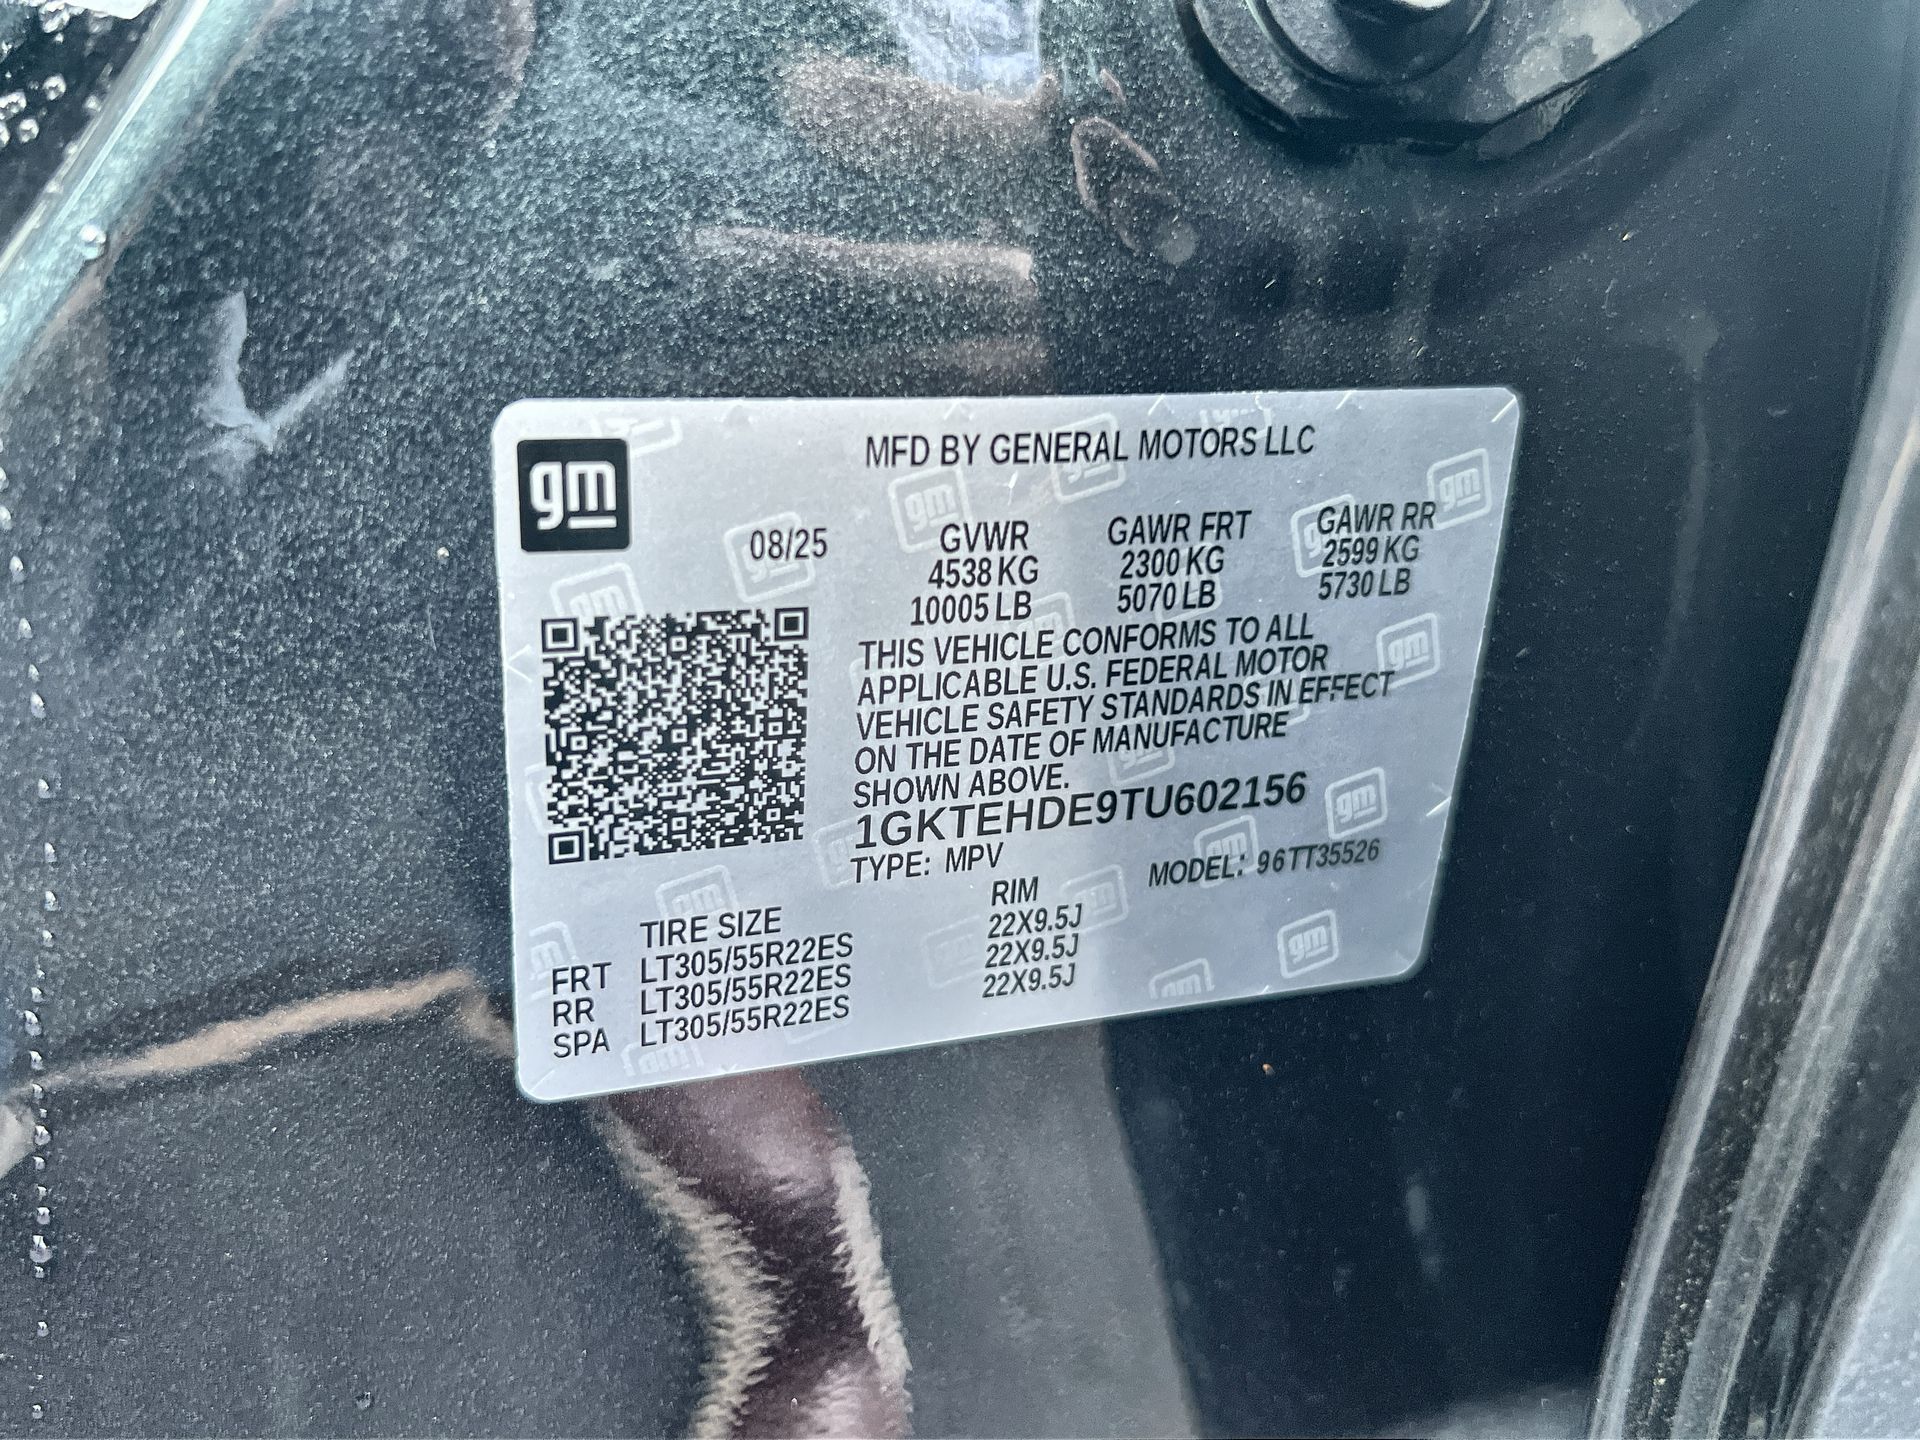 gm
MFD BY GENERAL MOTORS LLC
08/25 GVWR GAWR FRT GAWR RR
4538 KG 2300 KG 2599 KG
10005 LB 5070 LB 5730 LB
THIS VEHICLE CONFORMS TO ALL
APPLICABLE U.S. FEDERAL MOTOR
VEHICLE SAFETY STANDARDS IN EFFECT
ON THE DATE OF MANUFACTURE
SHOWN ABOVE.
1GKTEHDE9TU602156
TYPE: MPV MODEL: 96TT35526
TIRE SIZE RIM
FRT LT305/55R22ES 22X9.5J
RR LT305/55R22ES 22X9.5J
SPA LT305/55R22ES 22X9.5J